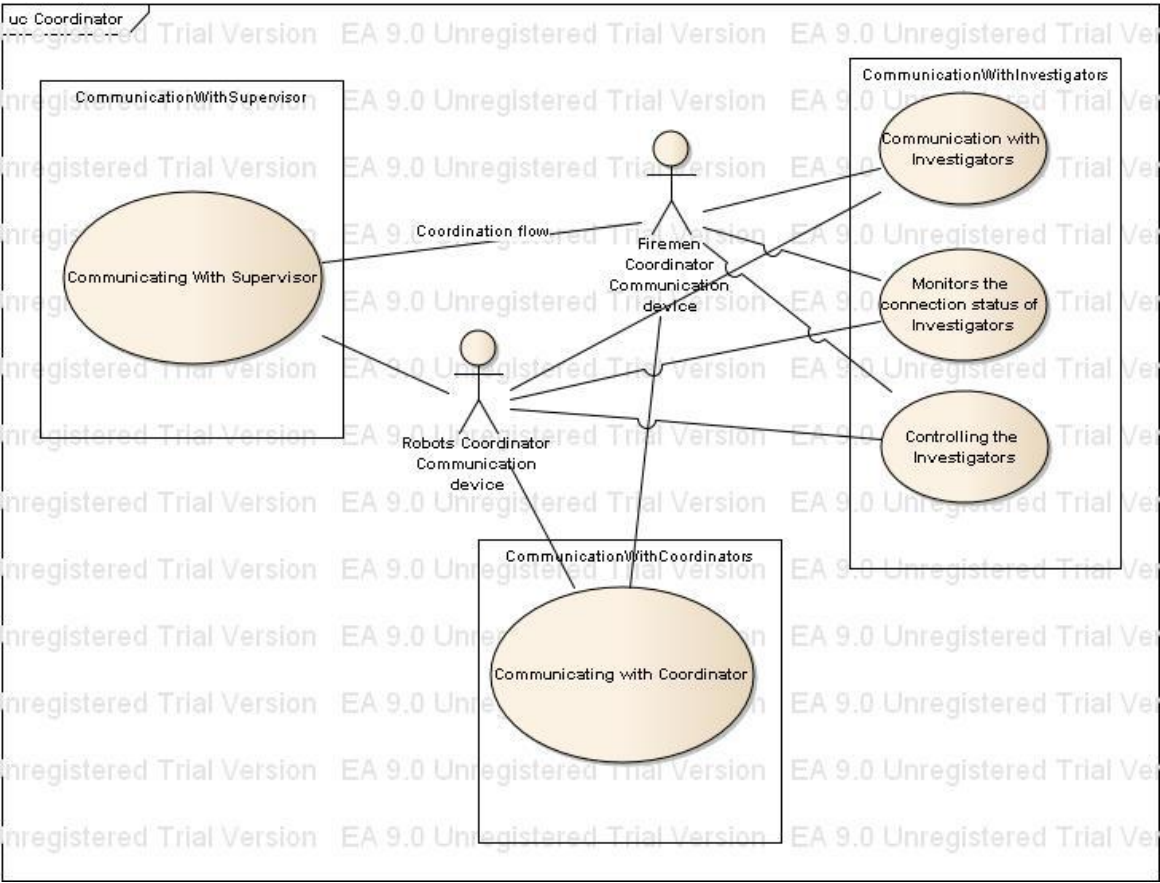 uc Coordinator
CommunicationWithSupervisor
Communicating With Supervisor
Coordination flow
Firemen
Coordinator
Communication
device
Robots Coordinator
Communication
device
CommunicationWithInvestigators
Communication with
Investigators
Monitors the
connection status of
Investigators
Controlling the
Investigators
CommunicationWithCoordinators
Communicating with Coordinator
EA 9.0 Unregistered Trial Version